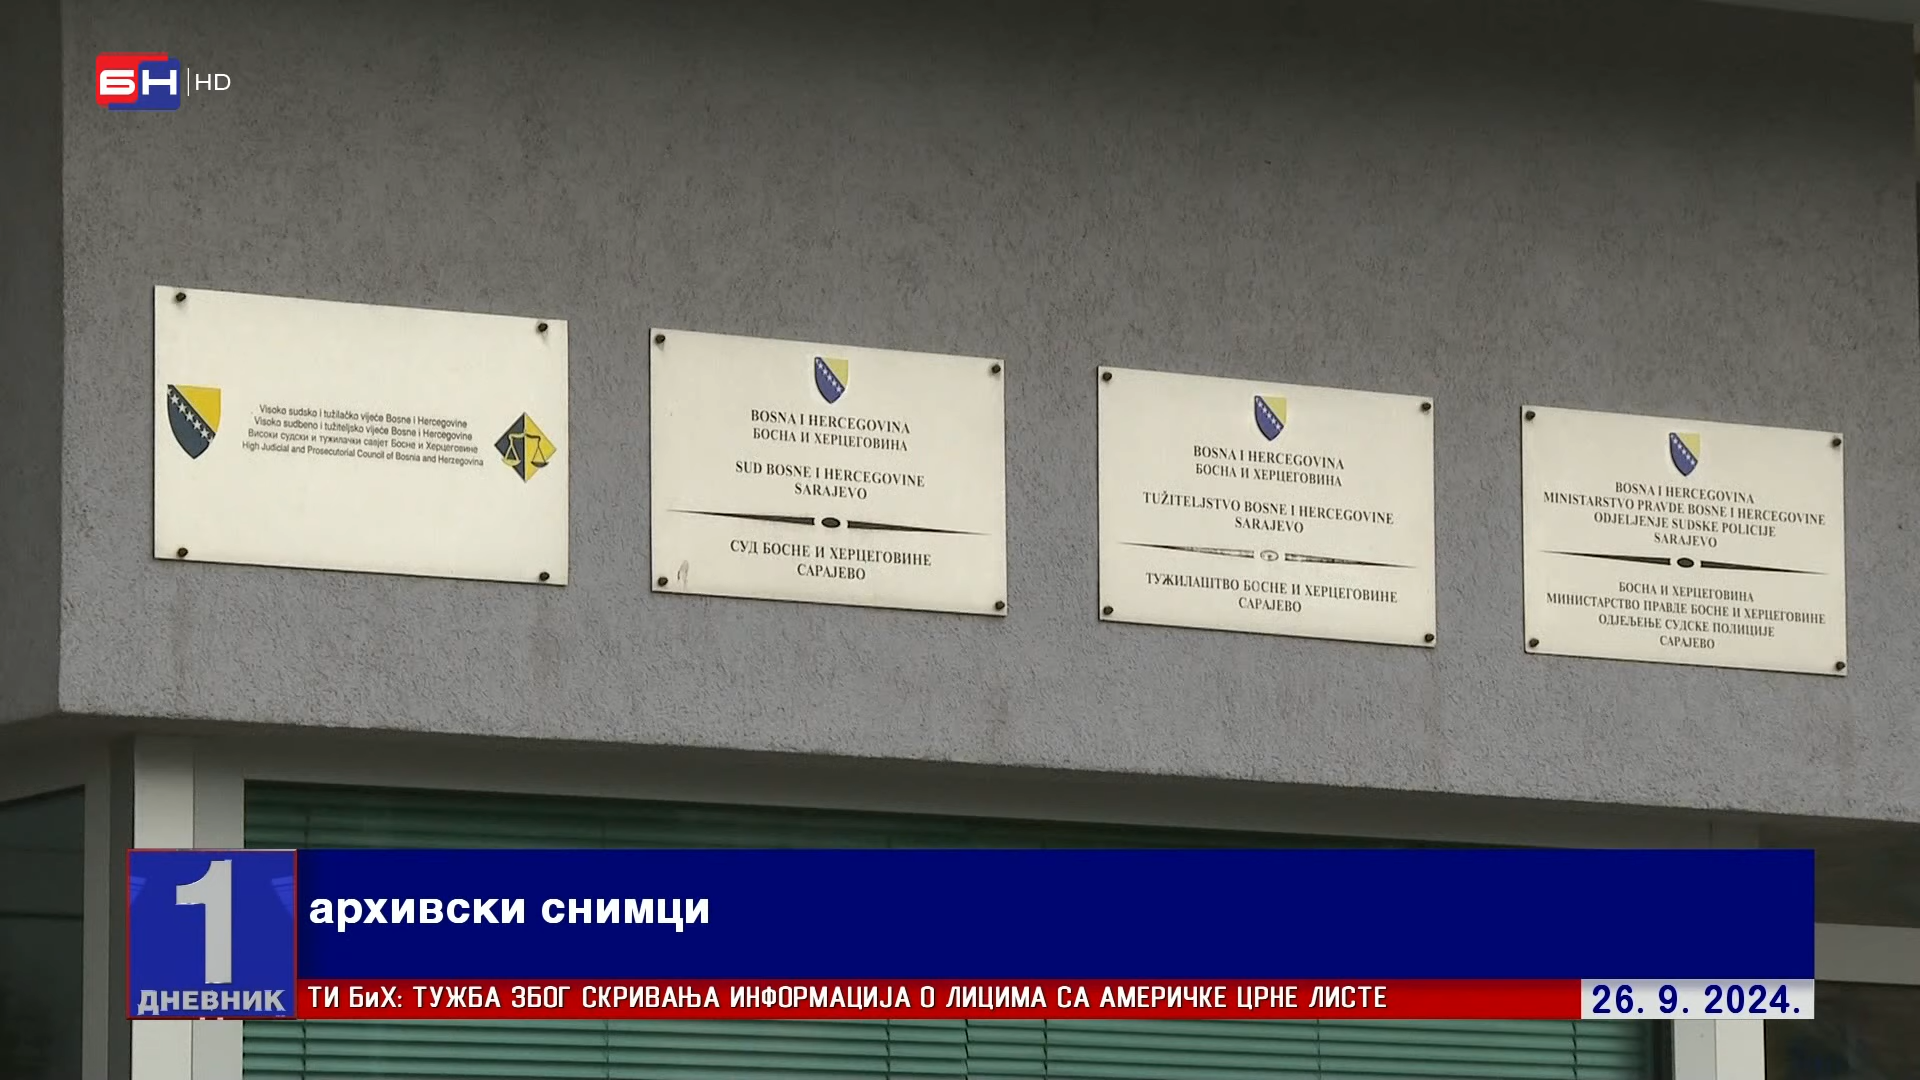 БН HD
Visoko sudsko i tužilačko vijeće Bosne i Hercegovine
Visoko sudbeno i tužiteljsko vijeće Bosne i Hercegovine
Високи судски и тужилачки савјет Босне и Херцеговине
High Judicial and Prosecutorial Council of Bosnia and Herzegovina
BOSNA I HERCEGOVINA
БОСНА И ХЕРЦЕГОВИНА
SUD BOSNE I HERCEGOVINE
SARAJEVO
СУД БОСНЕ И ХЕРЦЕГОВИНЕ
САРАЈЕВО
BOSNA I HERCEGOVINA
БОСНА И ХЕРЦЕГОВИНА
TUŽITELJSTVO BOSNE I HERCEGOVINE
SARAJEVO
ТУЖИЛАШТВО БОСНЕ И ХЕРЦЕГОВИНЕ
САРАЈЕВО
BOSNA I HERCEGOVINA
MINISTARSTVO PRAVDE BOSNE I HERCEGOVINE
ODJELJENJE SUDSKE POLICIJE
SARAJEVO
БОСНА И ХЕРЦЕГОВИНА
МИНИСТАРСТВО ПРАВДЕ БОСНЕ И ХЕРЦЕГОВИНЕ
ОДЈЕЉЕЊЕ СУДСКЕ ПОЛИЦИЈЕ
САРАЈЕВО
1
ДНЕВНИК
архивски снимци
ТИ БиХ: ТУЖБА ЗБОГ СКРИВАЊА ИНФОРМАЦИЈА О ЛИЦИМА СА АМЕРИЧКЕ ЦРНЕ ЛИСТЕ
26. 9. 2024.